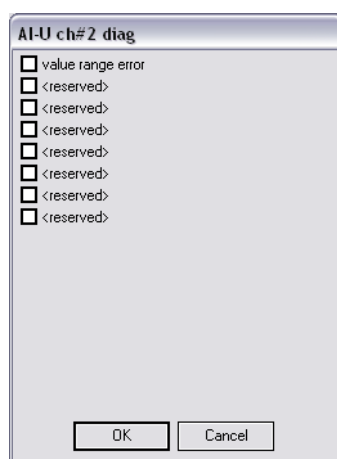 AI-U ch#2 diag
value range error
<reserved>
<reserved>
<reserved>
<reserved>
<reserved>
<reserved>
<reserved>
OK Cancel